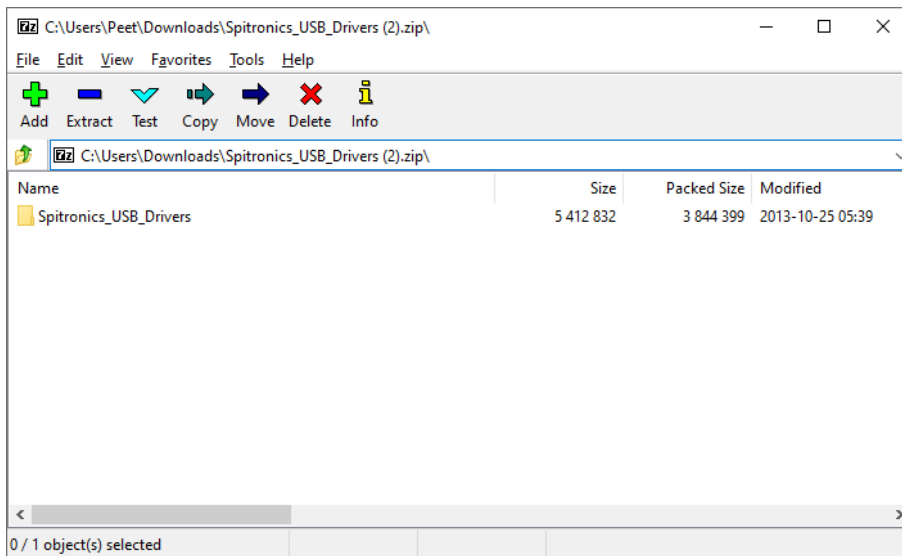 7z C:\Users\Peet\Downloads\Spitronics_USB_Drivers (2).zip\
File Edit View Favorites Tools Help
Add Extract Test Copy Move Delete Info
7z C:\Users\Downloads\Spitronics_USB_Drivers (2).zip\
Name Size Packed Size Modified
Spitronics_USB_Drivers 5 412 832 3 844 399 2013-10-25 05:39
0 / 1 object(s) selected